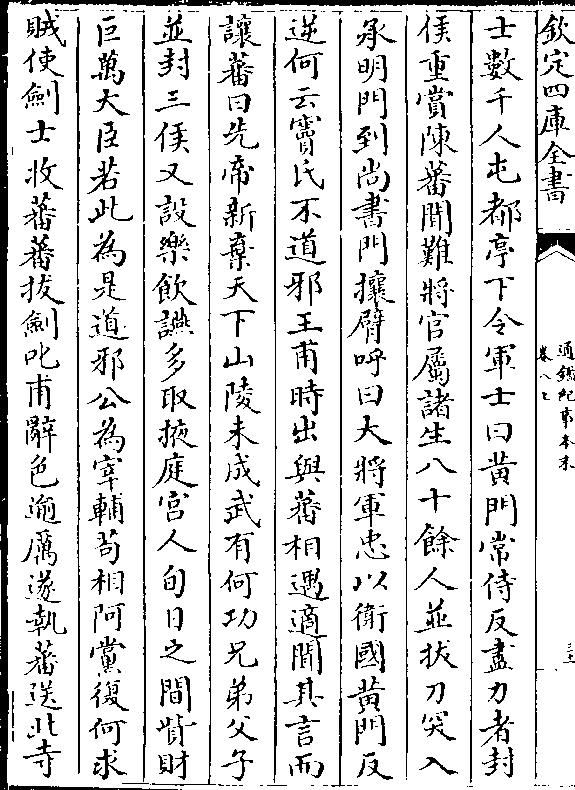 欽定四庫全書
通鑑紀事本末
卷八上
士數千人屯都亭下令軍士曰黄門常侍反盡力者封
侯重賞陳蕃聞難將官屬諸生八十餘人並拔刀突入
承明門到尚書門攘臂呼曰大將軍忠以衛國黄門反
逆何云竇氏不道邪王甫時出與蕃相遇適聞其言而
讓蕃曰先帝新棄天下山陵未成武有何功兄弟父子
並封三侯又設樂飲讌多取掖庭宫人旬日之間貲財
巨萬大臣若此為是道邪公為宰輔苟相阿黨復何求
賊使劍士收蕃蕃拔劍叱甫辭色逾厲遂執蕃送北寺